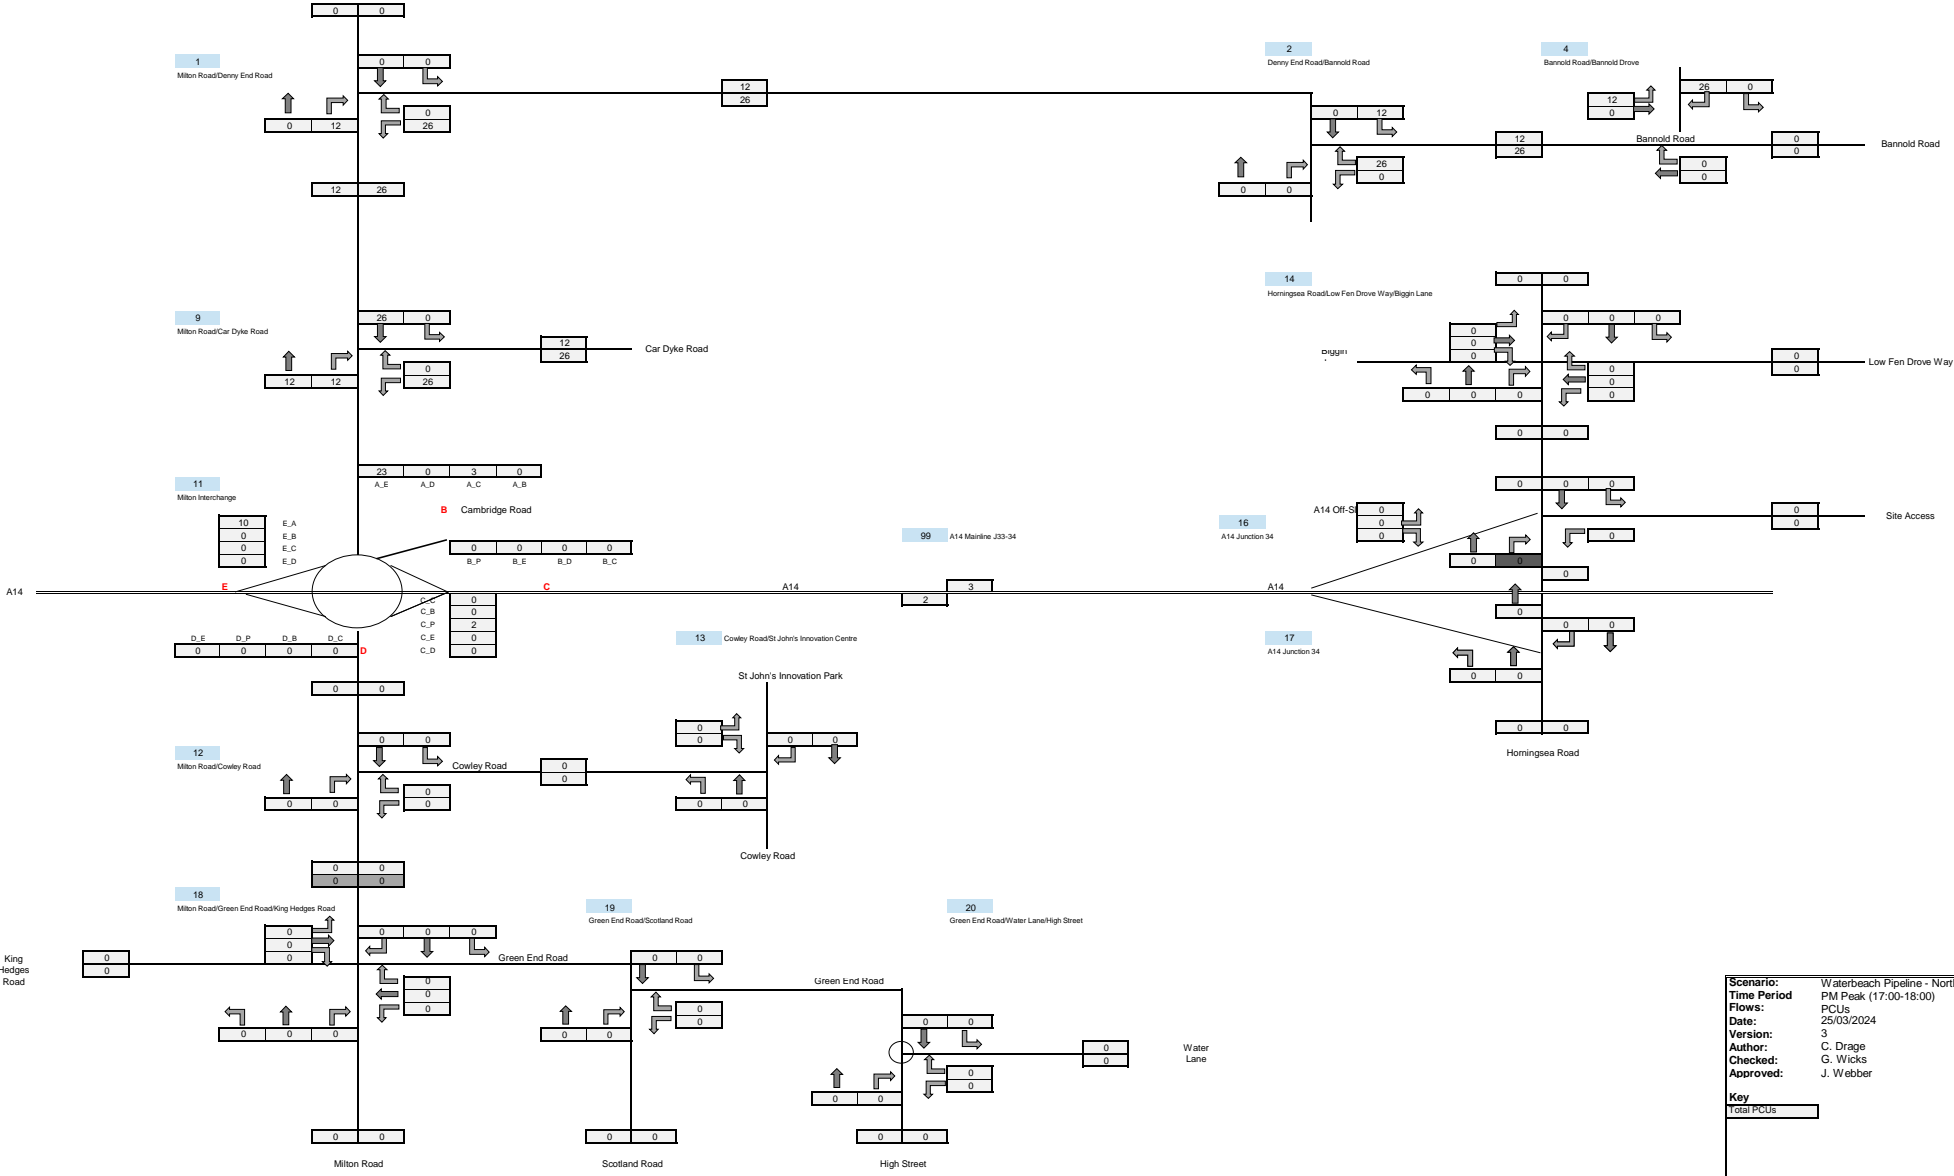 0 0
1
Milton Road/Denny End Road
0 0
0 12
0
26
12
26
2
Denny End Road/Bannold Road
4
Bannold Road/Bannold Drove
0 12
12
0
26 0
12
26
Bannold Road
0
0
Bannold Road
26
0
0
0
0 0
12 26
9
Milton Road/Car Dyke Road
26 0
12
26
Car Dyke Road
12 12
0
26
14
Horningsea Road/Low Fen Drove Way/Biggin Lane
0 0
0 0 0
0
0
0
0
0
Low Fen Drove Way
0 0 0
0
0
0
0 0
11
Milton Interchange
23 0 3 0
A_E A_D A_C A_B
B Cambridge Road
10 E_A
0 E_B
0 E_C
0 E_D
0 0 0 0
B_P B_E B_D B_C
99 A14 Mainline J33-34
16
A14 Junction 34
0 0 0
A14 Off-Sl
0
0
0
0
0
Site Access
0
0 0
0
A14 E C A14 3 A14
2
0
C_C 0
C_B 0
C_P 2
C_E 0
C_D 0
D_E D_P D_B D_C
0 0 0 0 D
13 Cowley Road/St John's Innovation Centre
17
A14 Junction 34
0 0
0 0
0 0
Horningsea Road
0 0
St John's Innovation Park
0
0
0 0
12
Milton Road/Cowley Road
0 0
Cowley Road
0
0
0 0
0
0
0 0
Cowley Road
0 0
0 0
18
Milton Road/Green End Road/King Hedges Road
19
Green End Road/Scotland Road
20
Green End Road/Water Lane/High Street
0
0
0
0 0 0
King
Hedges
Road
0
0
Green End Road
0 0
Green End Road
0
0
0
0
0
0 0 0
0 0
0 0
0
0
Water
Lane
0
0
0 0
0 0
Milton Road
0 0
Scotland Road
0 0
High Street
Scenario: Waterbeach Pipeline - Nort
Time Period PM Peak (17:00-18:00)
Flows: PCUs
Date: 25/03/2024
Version: 3
Author: C. Drage
Checked: G. Wicks
Approved: J. Webber
Key
Total PCUs